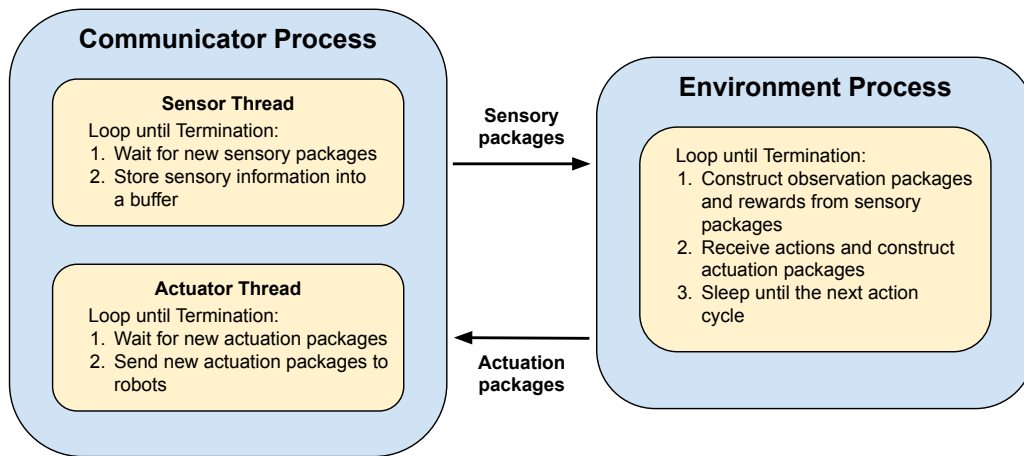 Communicator Process
Sensor Thread
Loop until Termination:
1. Wait for new sensory packages
2. Store sensory information into
a buffer
Actuator Thread
Loop until Termination:
1. Wait for new actuation packages
2. Send new actuation packages to
robots
Sensory
packages
Actuation
packages
Environment Process
Loop until Termination:
1. Construct observation packages
and rewards from sensory
packages
2. Receive actions and construct
actuation packages
3. Sleep until the next action
cycle